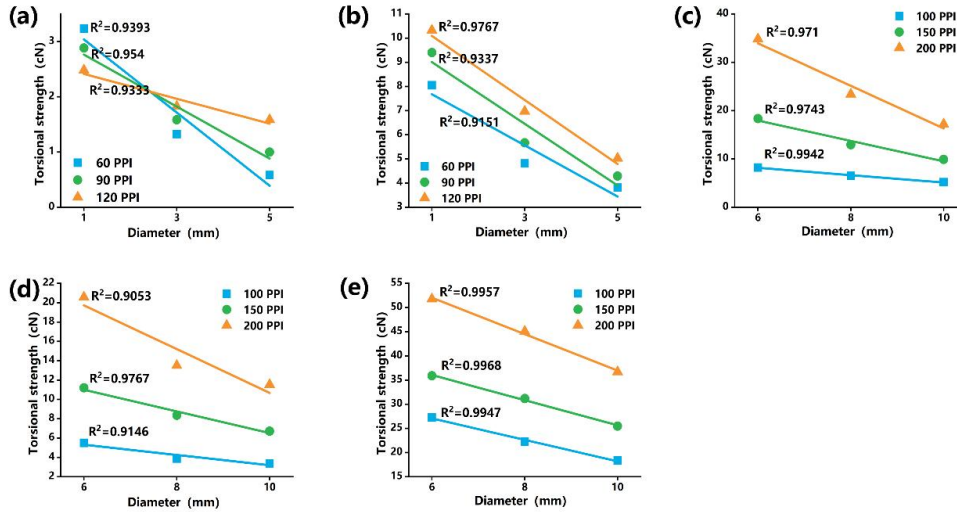 (a)
R²=0.9393
R²=0.954
R²=0.9333
60 PPI
90 PPI
120 PPI
3
2
1
0
1
3
5
Torsional strength (cN)
Diameter (mm)
(b)
R²=0.9767
R²=0.9337
R²=0.9151
60 PPI
90 PPI
120 PPI
11
10
9
8
7
6
5
4
3
1
3
5
Torsional strength (cN)
Diameter (mm)
(c)
100 PPI
150 PPI
200 PPI
R²=0.971
R²=0.9743
R²=0.9942
40
30
20
10
0
6
8
10
Torsional strength (cN)
Diameter (mm)
(d)
100 PPI
150 PPI
200 PPI
R²=0.9053
R²=0.9767
R²=0.9146
22
20
18
16
14
12
10
8
6
4
2
6
8
10
Torsional strength (cN)
Diameter (mm)
(e)
100 PPI
150 PPI
200 PPI
R²=0.9957
R²=0.9968
R²=0.9947
55
50
45
40
35
30
25
20
15
6
8
10
Torsional strength (cN)
Diameter (mm)